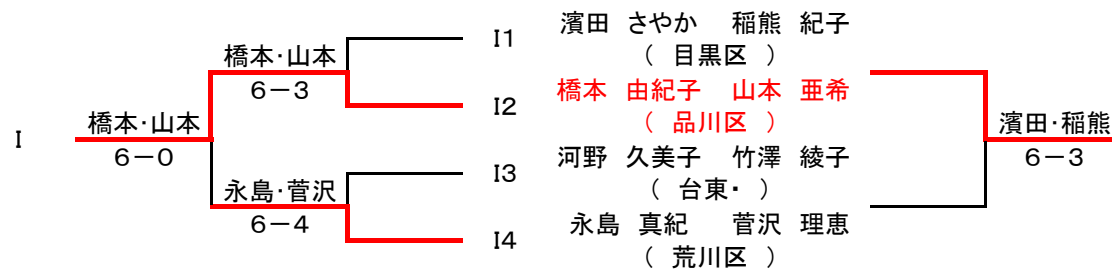 I
橋本・山本
6－0
橋本・山本
6－3
永島・菅沢
6－4
I1 濱田 さやか 稲熊 紀子
( 目黒区 )
I2 橋本 由紀子 山本 亜希
( 品川区 )
I3 河野 久美子 竹澤 綾子
( 台東・ )
I4 永島 真紀 菅沢 理恵
( 荒川区 )
濱田・稲熊
6－3